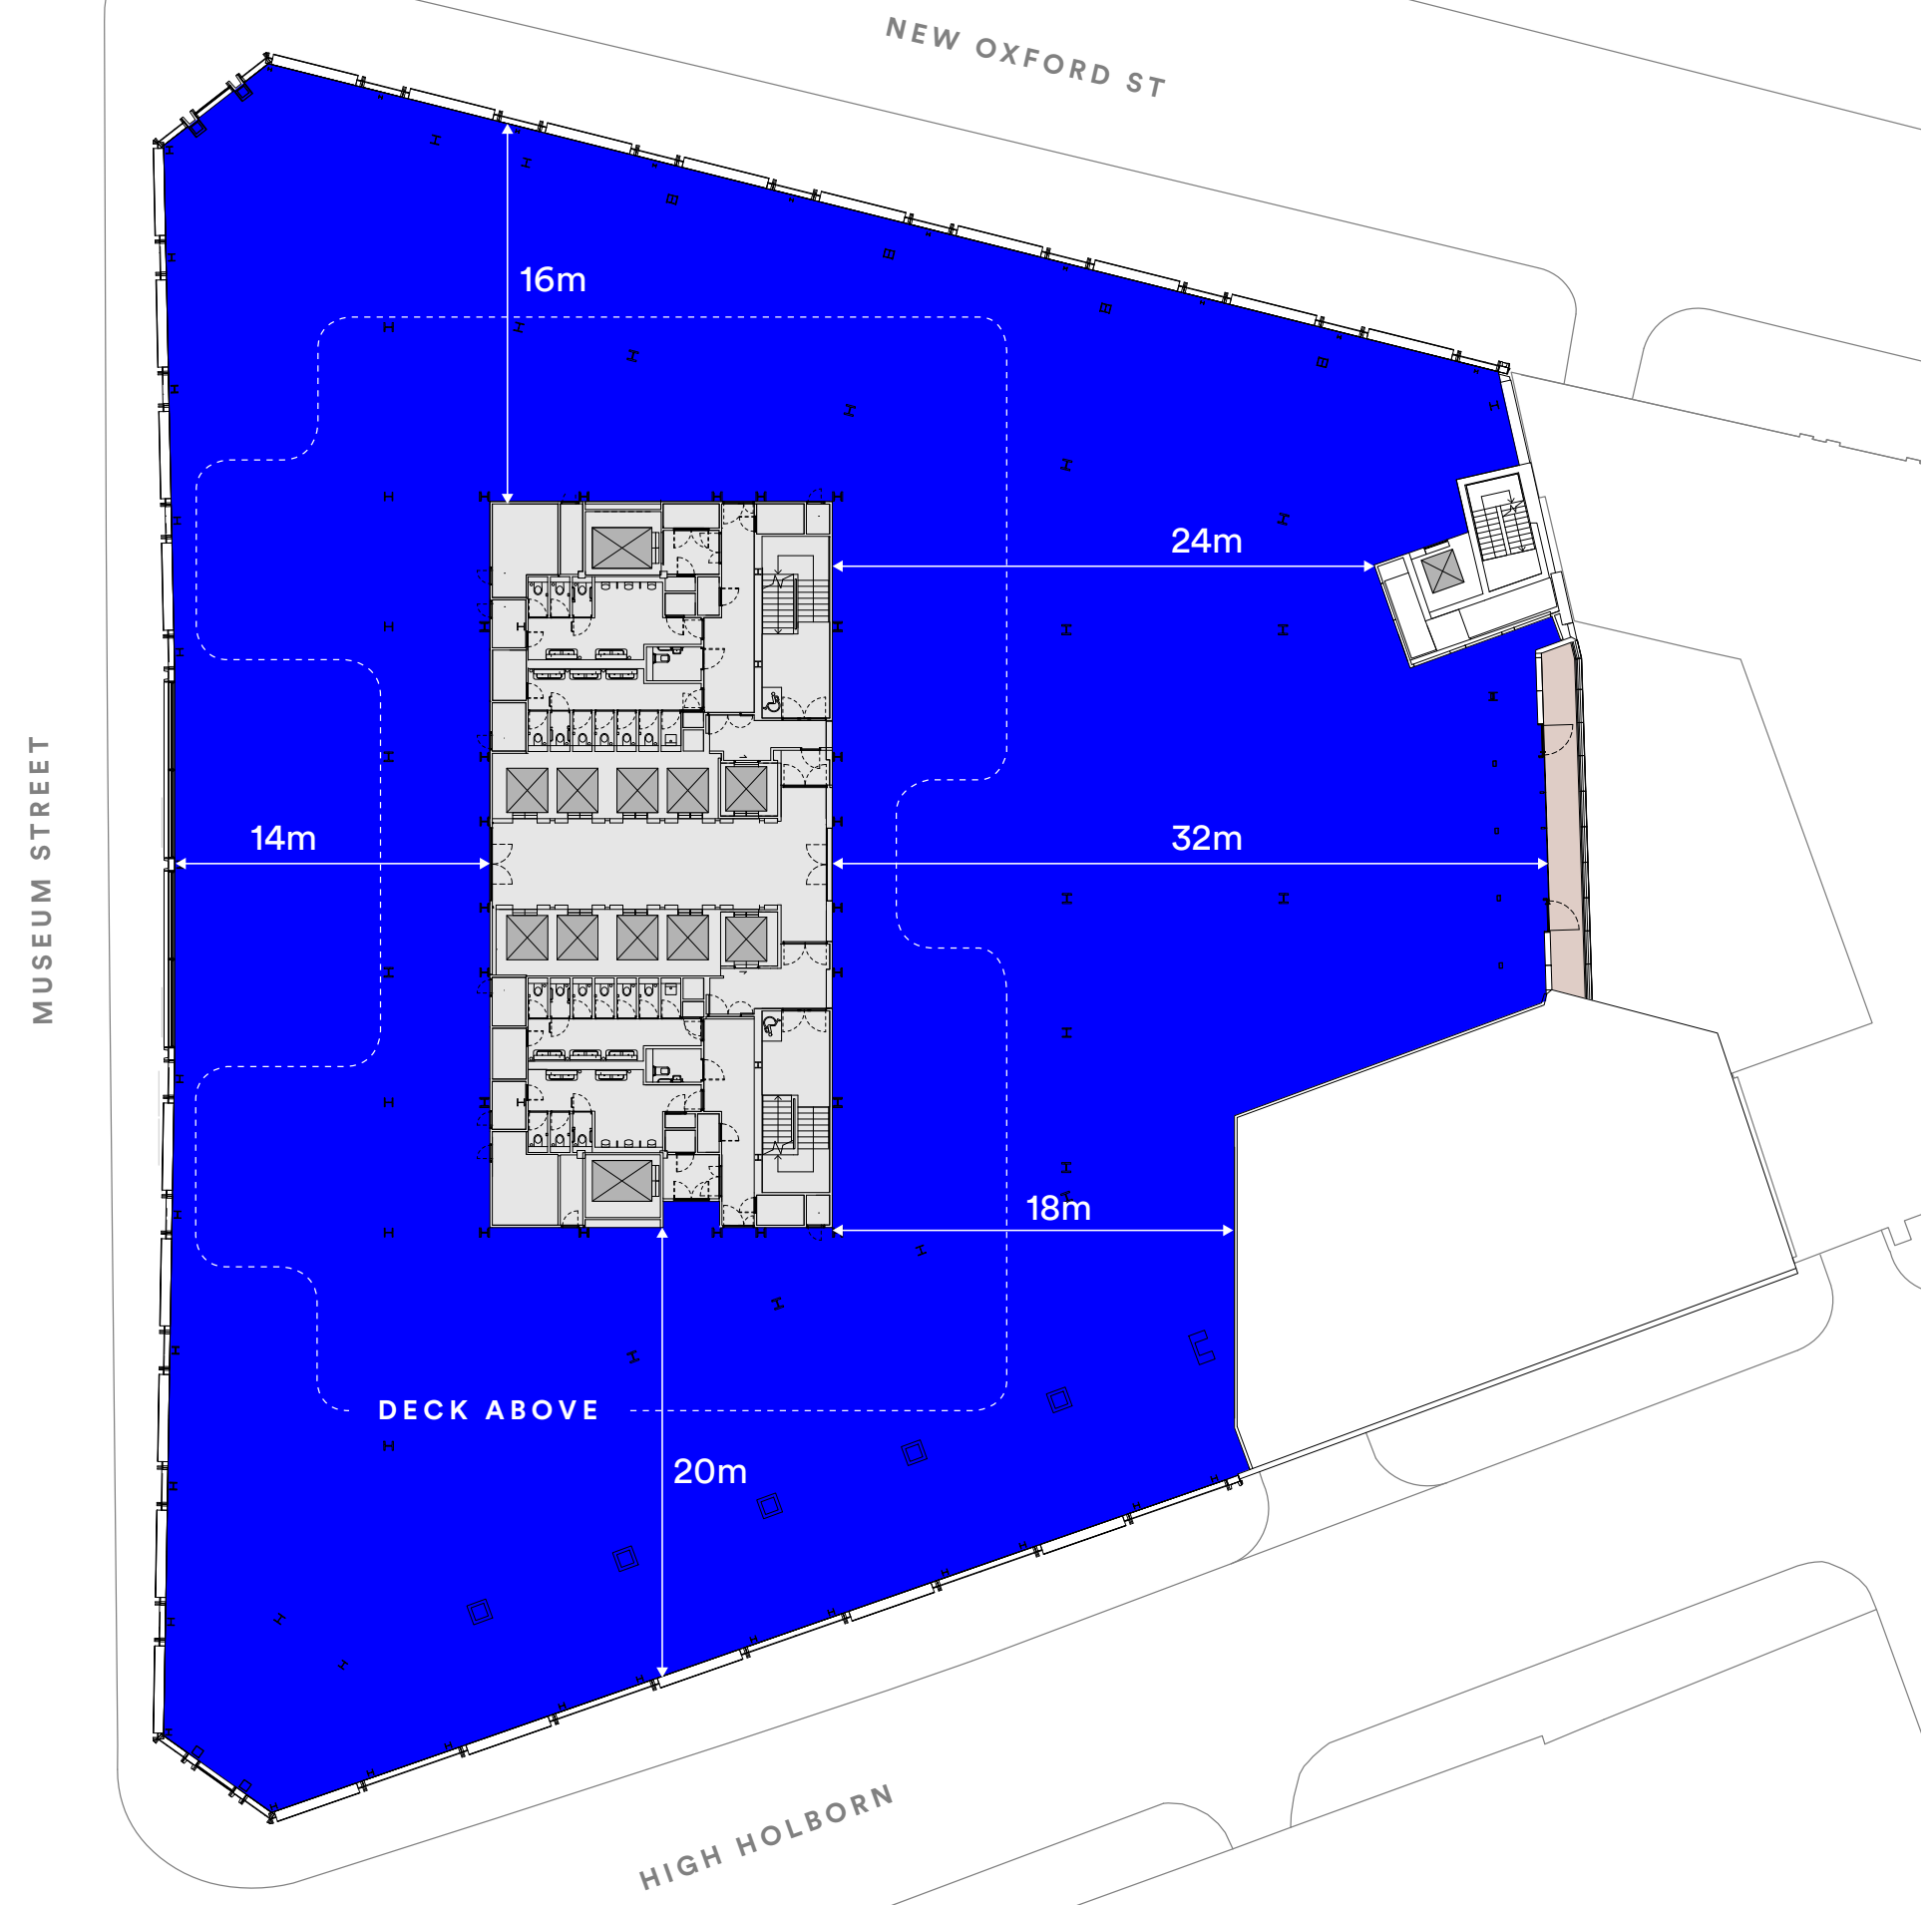 NEW OXFORD ST
16m
24m
MUSEUM STREET
14m
32m
18m
DECK ABOVE
20m
HIGH HOLBORN